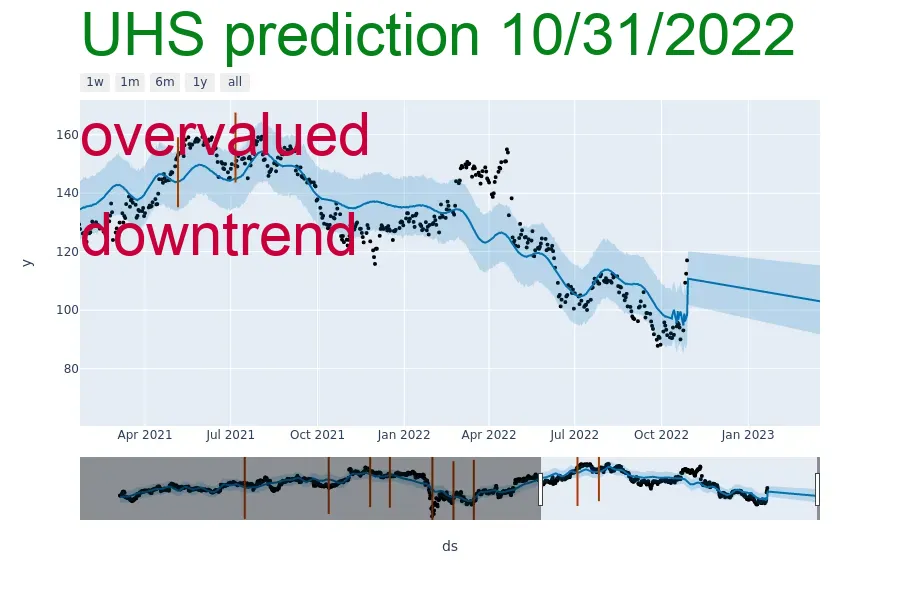 UHS prediction 10/31/2022
1w 1m 6m 1y all
overvalued
downtrend
160
140
120
100
80
y
Apr 2021 Jul 2021 Oct 2021 Jan 2022 Apr 2022 Jul 2022 Oct 2022 Jan 2023
ds